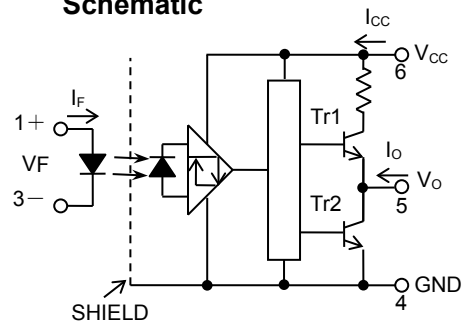 Schematic
ICC
VCC
6
IF
1+
Tr1
IO
VF
VO
5
3−
Tr2
GND
4
SHIELD